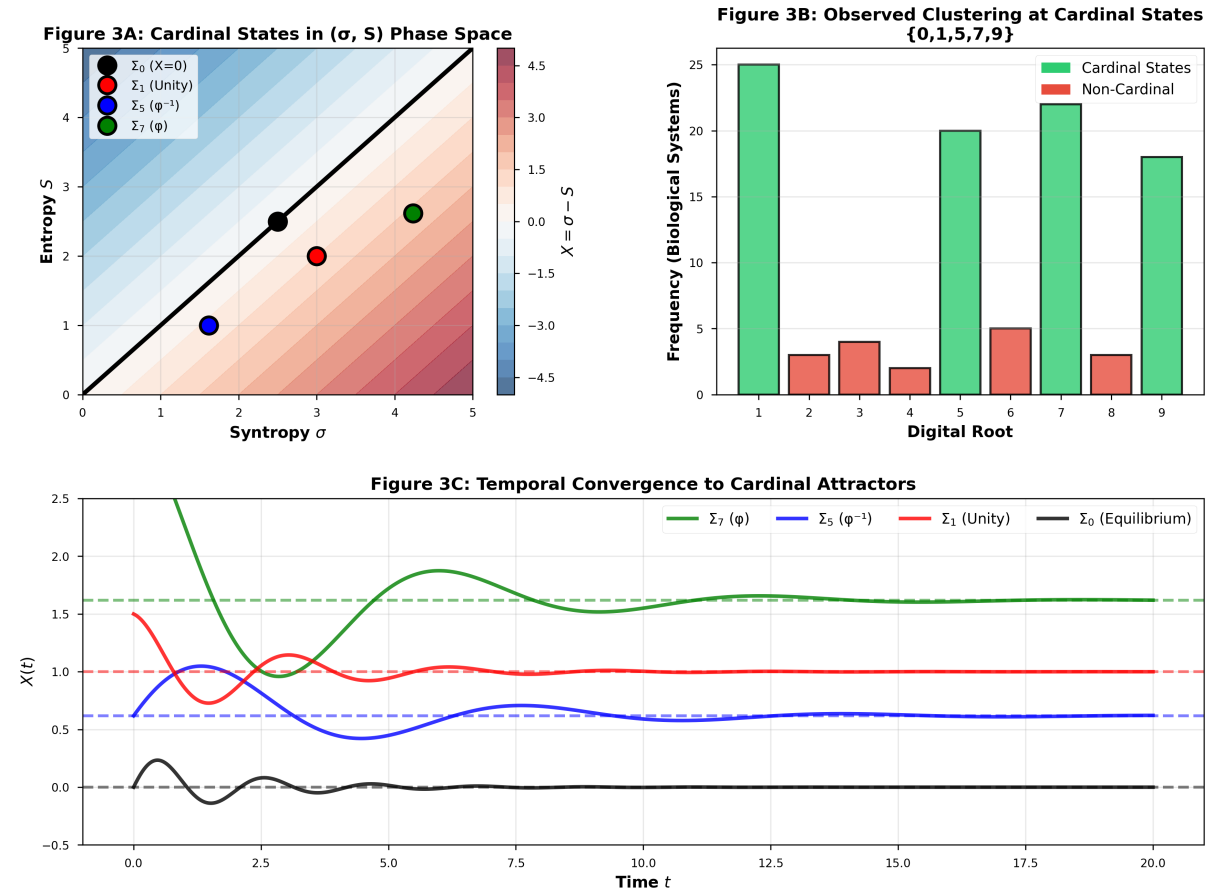 Figure 3A: Cardinal States in (σ, S) Phase Space
Σ₀ (X=0)
Σ₁ (Unity)
Σ₅ (φ⁻¹)
Σ₇ (φ)
5
4
3
2
1
0
Entropy S
0 1 2 3 4 5
Syntropy σ
4.5
3.0
1.5
0.0
−1.5
−3.0
−4.5
X = σ − S
Figure 3B: Observed Clustering at Cardinal States
{0,1,5,7,9}
Cardinal States
Non-Cardinal
25
20
15
10
5
0
Frequency (Biological Systems)
1 2 3 4 5 6 7 8 9
Digital Root
Figure 3C: Temporal Convergence to Cardinal Attractors
Σ₇ (φ) Σ₅ (φ⁻¹) Σ₁ (Unity) Σ₀ (Equilibrium)
2.5
2.0
1.5
1.0
0.5
0.0
−0.5
X(t)
0.0 2.5 5.0 7.5 10.0 12.5 15.0 17.5 20.0
Time t